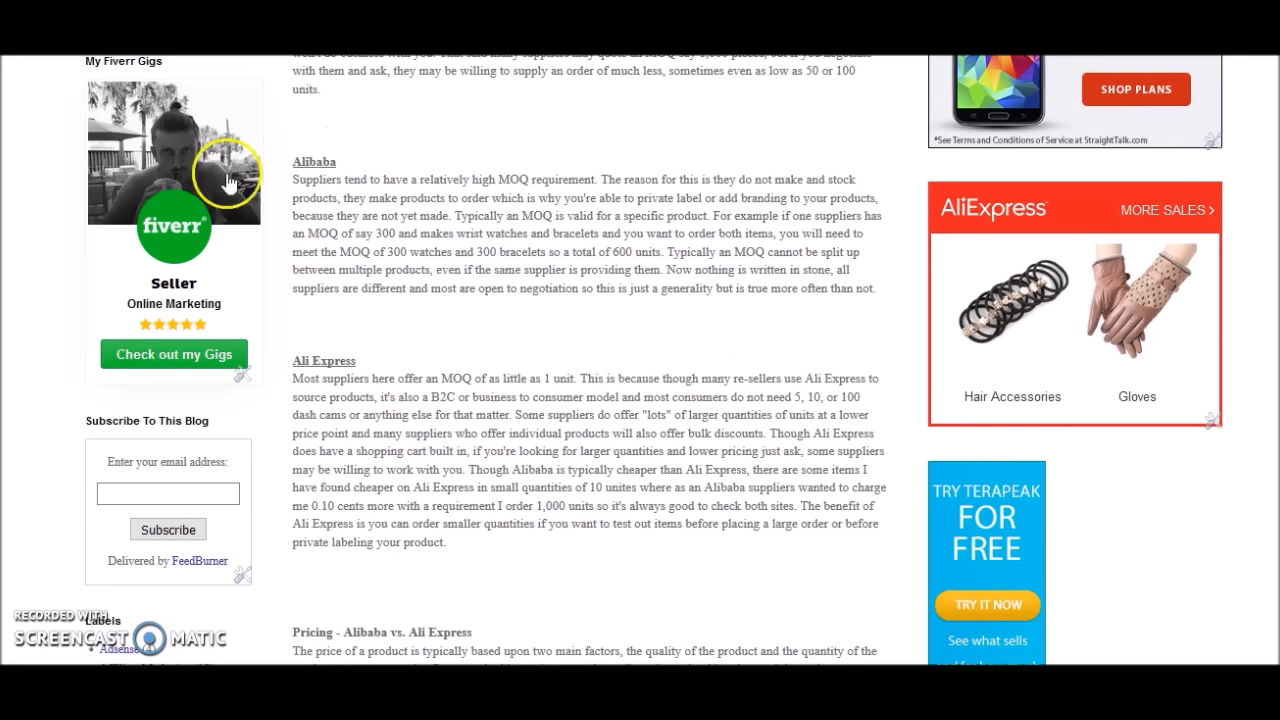 My Fiverr Gigs
fiverr®
Seller
Online Marketing
Check out my Gigs
Subscribe To This Blog
Enter your email address:
Subscribe
Delivered by FeedBurner
Labels
RECORDED WITH
SCREENCAST MATIC
with them and ask, they may be willing to supply an order of much less, sometimes even as low as 50 or 100
units.
Alibaba
Suppliers tend to have a relatively high MOQ requirement. The reason for this is they do not make and stock
products, they make products to order which is why you're able to private label or add branding to your products,
because they are not yet made. Typically an MOQ is valid for a specific product. For example if one suppliers has
an MOQ of say 300 and makes wrist watches and bracelets and you want to order both items, you will need to
meet the MOQ of 300 watches and 300 bracelets so a total of 600 units. Typically an MOQ cannot be split up
between multiple products, even if the same supplier is providing them. Now nothing is written in stone, all
suppliers are different and most are open to negotiation so this is just a generality but is true more often than not.
Ali Express
Most suppliers here offer an MOQ of as little as 1 unit. This is because though many re-sellers use Ali Express to
source products, it's also a B2C or business to consumer model and most consumers do not need 5, 10, or 100
dash cams or anything else for that matter. Some suppliers do offer "lots" of larger quantities of units at a lower
price point and many suppliers who offer individual products will also offer bulk discounts. Though Ali Express
does have a shopping cart built in, if you're looking for larger quantities and lower pricing just ask, some suppliers
may be willing to work with you. Though Alibaba is typically cheaper than Ali Express, there are some items I
have found cheaper on Ali Express in small quantities of 10 unites where as an Alibaba suppliers wanted to charge
me 0.10 cents more with a requirement I order 1,000 units so it's always good to check both sites. The benefit of
Ali Express is you can order smaller quantities if you want to test out items before placing a large order or before
private labeling your product.
Pricing - Alibaba vs. Ali Express
The price of a product is typically based upon two main factors, the quality of the product and the quantity of the
SHOP PLANS
*See Terms and Conditions of Service at StraightTalk.com
AliExpress
MORE SALES >
Hair Accessories
Gloves
TRY TERAPEAK
FOR
FREE
TRY IT NOW
See what sells